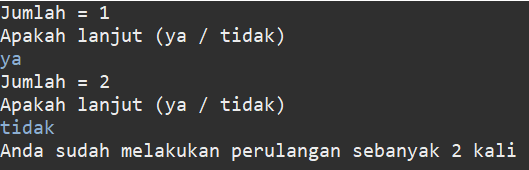 Jumlah = 1
Apakah lanjut (ya / tidak)
ya
Jumlah = 2
Apakah lanjut (ya / tidak)
tidak
Anda sudah melakukan perulangan sebanyak 2 kali